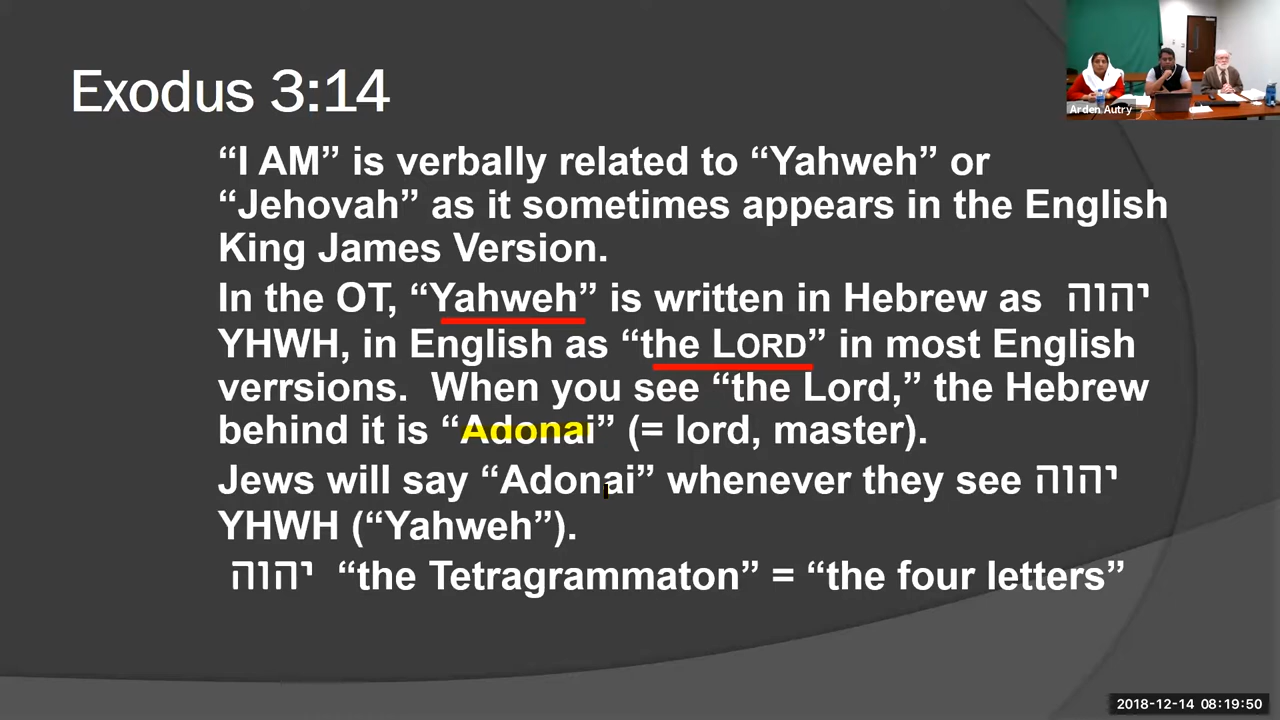 Exodus 3:14
Arden Autry
“I AM” is verbally related to “Yahweh” or
“Jehovah” as it sometimes appears in the English
King James Version.
In the OT, “Yahweh” is written in Hebrew as יהוה
YHWH, in English as “the LORD” in most English
verrsions. When you see “the Lord,” the Hebrew
behind it is “Adonai” (= lord, master).
Jews will say “Adonai” whenever they see יהוה
YHWH (“Yahweh”).
יהוה “the Tetragrammaton” = “the four letters”
2018-12-14 08:19:50